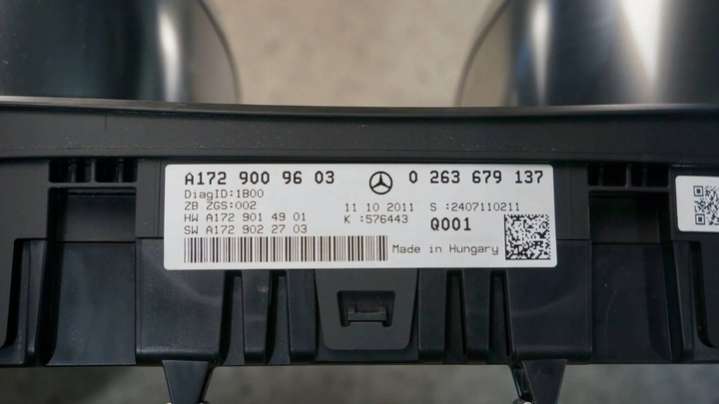 A172 900 96 03 0 263 679 137
DiagID:1B00
ZB ZGS:002 11 10 2011 S :2407110211
HW A172 901 49 01 K :576443 Q001
SW A172 902 27 03
Made in Hungary